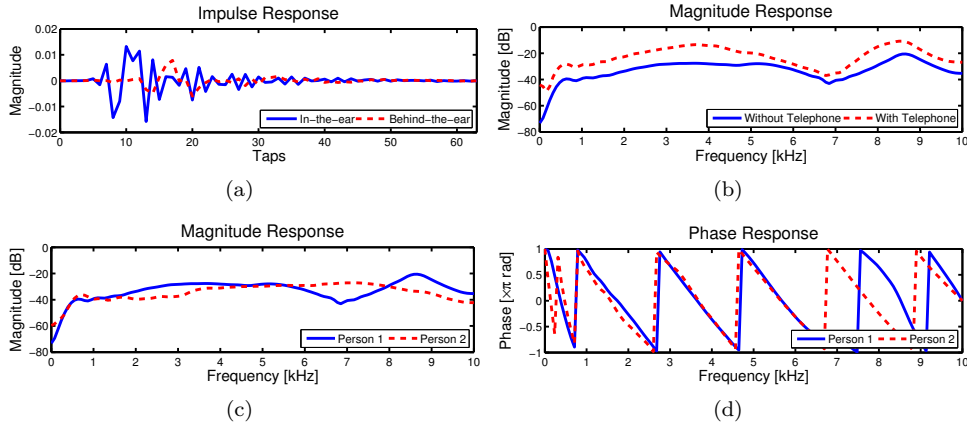 Impulse Response
0.02
0.01
0
−0.01
−0.02
Magnitude
In−the−ear
Behind−the−ear
0 10 20 30 40 50 60
Taps
(a)
Magnitude Response
0
−20
−40
−60
−80
Magnitude [dB]
Without Telephone
With Telephone
0 1 2 3 4 5 6 7 8 9 10
Frequency [kHz]
(b)
Magnitude Response
0
−20
−40
−60
−80
Magnitude [dB]
Person 1
Person 2
0 1 2 3 4 5 6 7 8 9 10
Frequency [kHz]
(c)
Phase Response
1
0.5
0
−0.5
−1
Phase [×π rad]
Person 1
Person 2
0 1 2 3 4 5 6 7 8 9 10
Frequency [kHz]
(d)